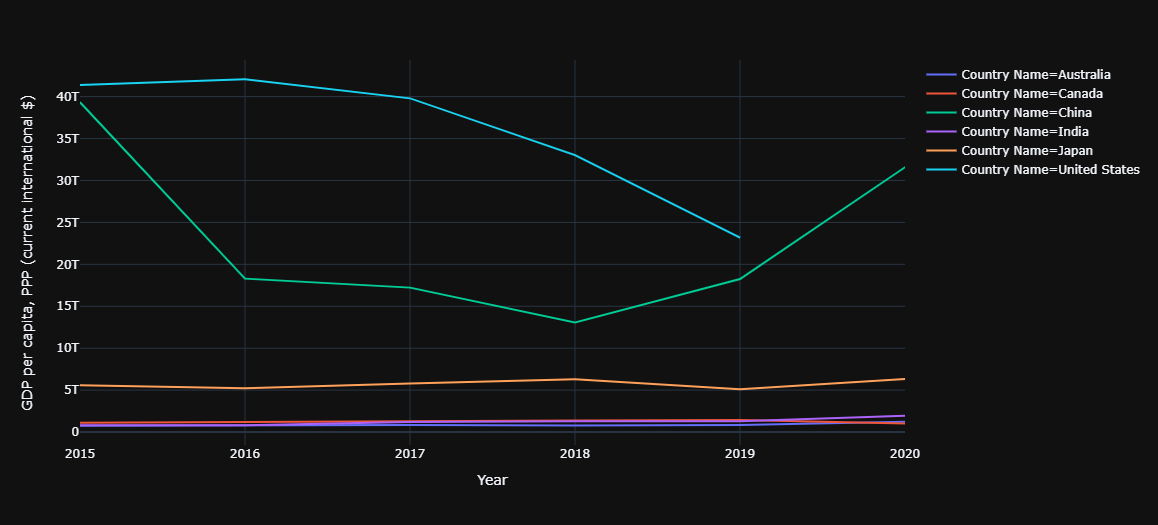 GDP per capita, PPP (current international $)
40T
35T
30T
25T
20T
15T
10T
5T
0
2015 2016 2017 2018 2019 2020
Year
Country Name=Australia
Country Name=Canada
Country Name=China
Country Name=India
Country Name=Japan
Country Name=United States